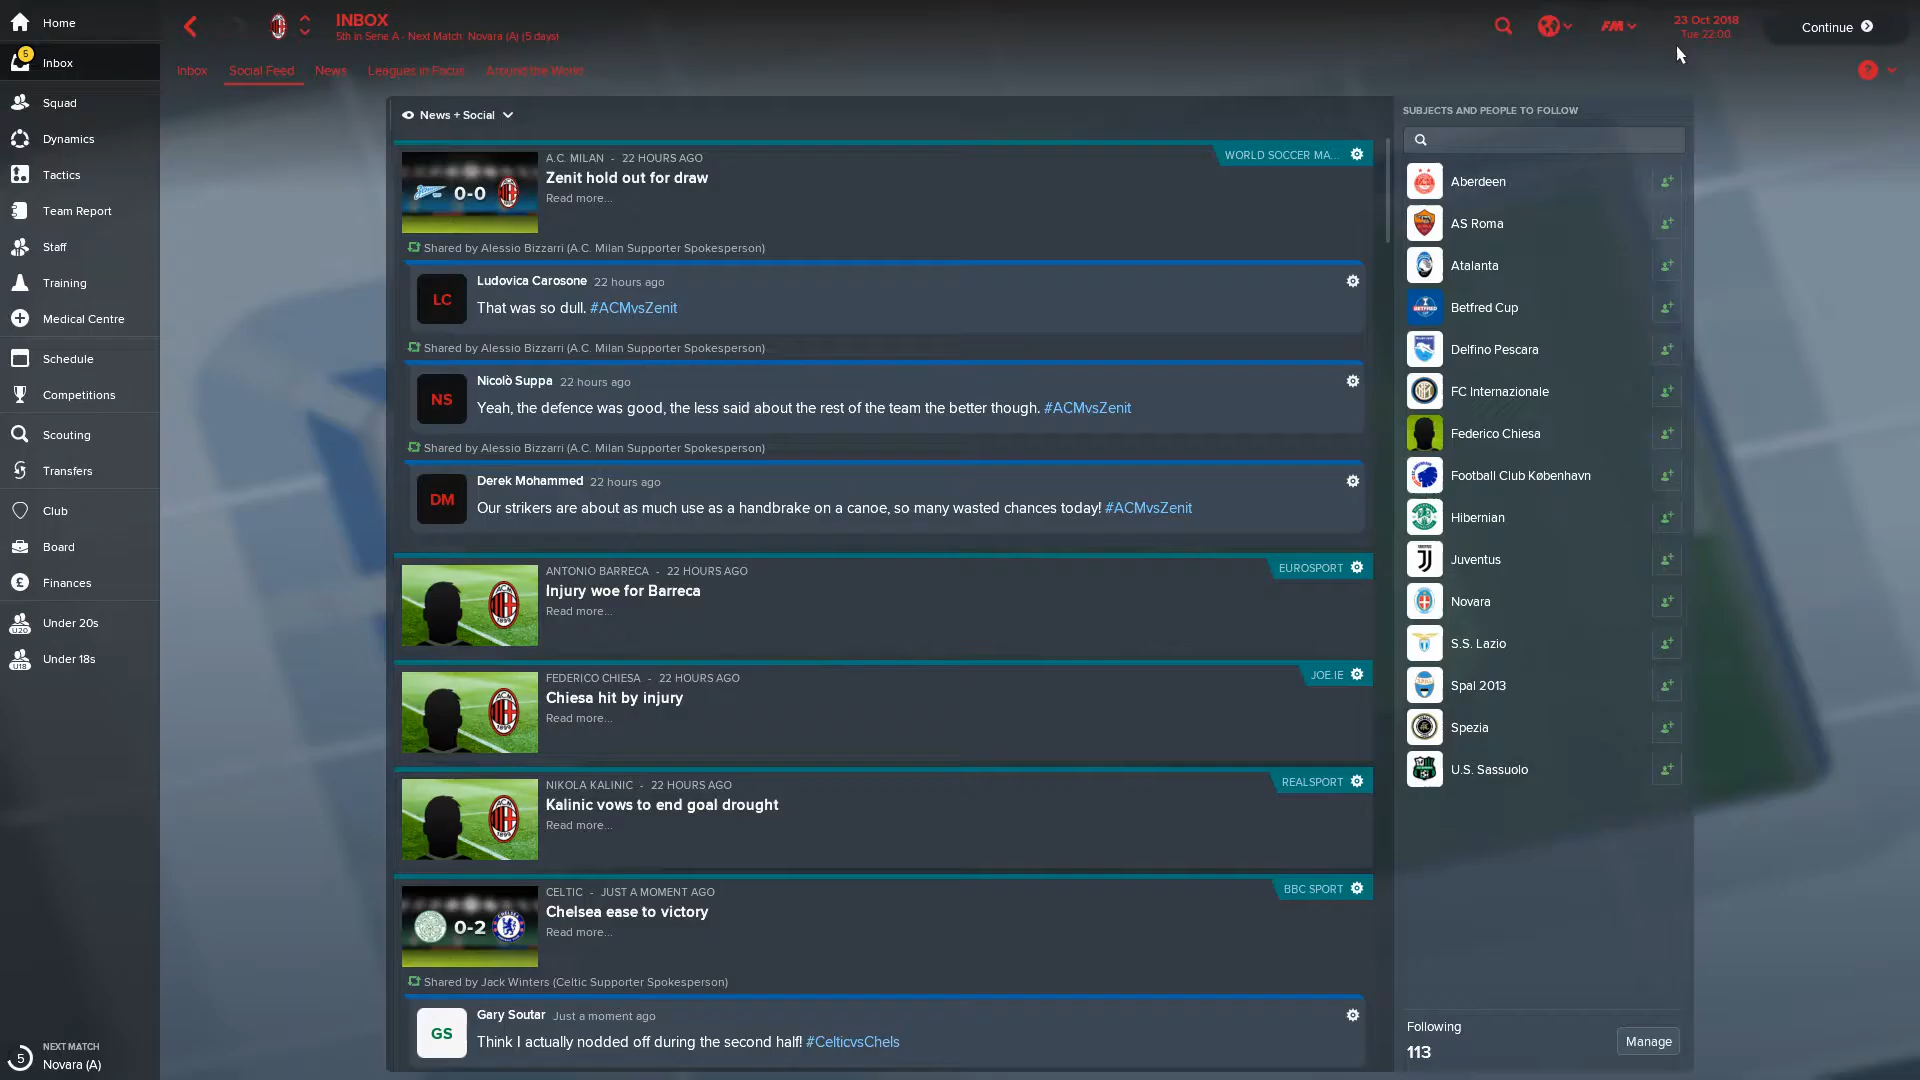 Home
5
Inbox
Squad
Dynamics
Tactics
Team Report
Staff
Training
Medical Centre
Schedule
Competitions
Scouting
Transfers
Club
Board
Finances
U20
Under 20s
U18
Under 18s
5
NEXT MATCH
Novara (A)
INBOX
5th in Serie A - Next Match: Novara (A) (5 days)
FM
23 Oct 2018
Tue 22:00
Continue
Inbox
Social Feed
News
Leagues in Focus
Around the World
?
News + Social
A.C. MILAN - 22 HOURS AGO
WORLD SOCCER MA...
Zenit hold out for draw
0-0
Read more...
Shared by Alessio Bizzarri (A.C. Milan Supporter Spokesperson)
LC
Ludovica Carosone 22 hours ago
That was so dull. #ACMvsZenit
Shared by Alessio Bizzarri (A.C. Milan Supporter Spokesperson)
NS
Nicolò Suppa 22 hours ago
Yeah, the defence was good, the less said about the rest of the team the better though. #ACMvsZenit
Shared by Alessio Bizzarri (A.C. Milan Supporter Spokesperson)
DM
Derek Mohammed 22 hours ago
Our strikers are about as much use as a handbrake on a canoe, so many wasted chances today! #ACMvsZenit
ANTONIO BARRECA - 22 HOURS AGO
EUROSPORT
Injury woe for Barreca
Read more...
FEDERICO CHIESA - 22 HOURS AGO
JOE.IE
Chiesa hit by injury
Read more...
NIKOLA KALINIC - 22 HOURS AGO
REALSPORT
Kalinic vows to end goal drought
Read more...
CELTIC - JUST A MOMENT AGO
BBC SPORT
Chelsea ease to victory
0-2
Read more...
Shared by Jack Winters (Celtic Supporter Spokesperson)
GS
Gary Soutar Just a moment ago
Think I actually nodded off during the second half! #CelticvsChels
SUBJECTS AND PEOPLE TO FOLLOW
Aberdeen
AS Roma
Atalanta
Betfred Cup
Delfino Pescara
FC Internazionale
Federico Chiesa
Football Club København
Hibernian
Juventus
Novara
S.S. Lazio
Spal 2013
Spezia
U.S. Sassuolo
Following
113
Manage